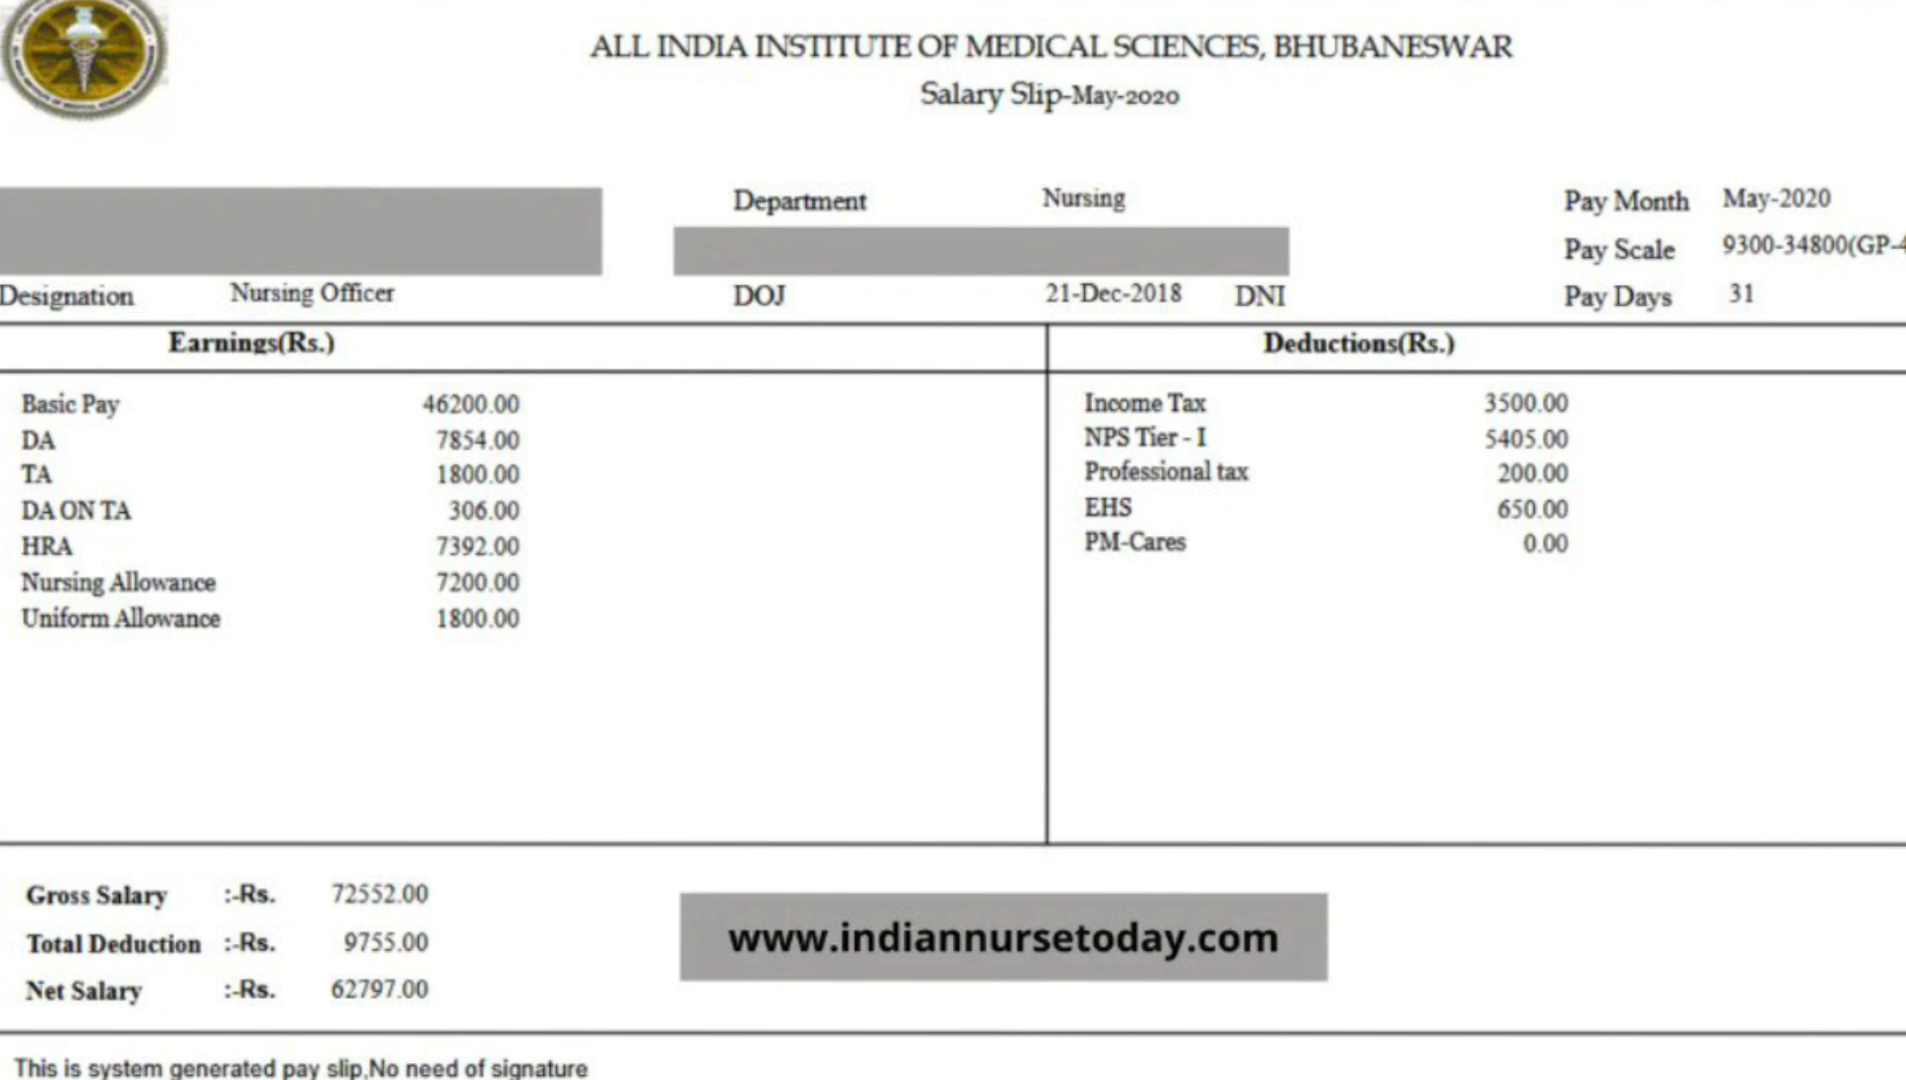 ALL INDIA INSTITUTE OF MEDICAL SCIENCES, BHUBANESWAR
Salary Slip-May-2020
Department Nursing Pay Month May-2020
Pay Scale 9300-34800(GP-4
Designation Nursing Officer DOJ 21-Dec-2018 DNI Pay Days 31
Earnings(Rs.) Deductions(Rs.)
Basic Pay 46200.00 Income Tax 3500.00
DA 7854.00 NPS Tier - I 5405.00
TA 1800.00 Professional tax 200.00
DA ON TA 306.00 EHS 650.00
HRA 7392.00 PM-Cares 0.00
Nursing Allowance 7200.00
Uniform Allowance 1800.00
Gross Salary :-Rs. 72552.00
Total Deduction :-Rs. 9755.00
Net Salary :-Rs. 62797.00
www.indiannursetoday.com
This is system generated pay slip,No need of signature